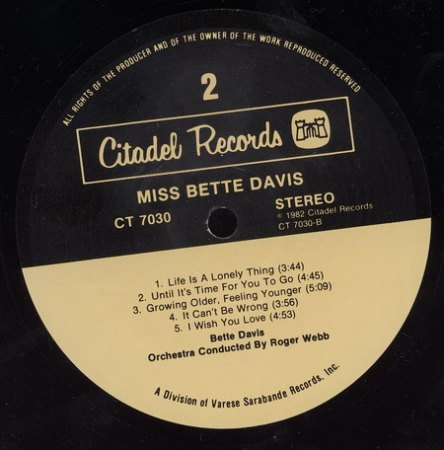 ALL RIGHTS OF THE PRODUCER AND OF THE OWNER OF THE WORK REPRODUCED RESERVED
2
Citadel Records
MISS BETTE DAVIS
CT 7030
STEREO
© 1982 Citadel Records
CT 7030-B
1. Life Is A Lonely Thing (3:44)
2. Until It's Time For You To Go (4:45)
3. Growing Older, Feeling Younger (5:09)
4. It Can't Be Wrong (3:56)
5. I Wish You Love (4:53)
Bette Davis
Orchestra Conducted By Roger Webb
A Division of Varese Sarabande Records, Inc.